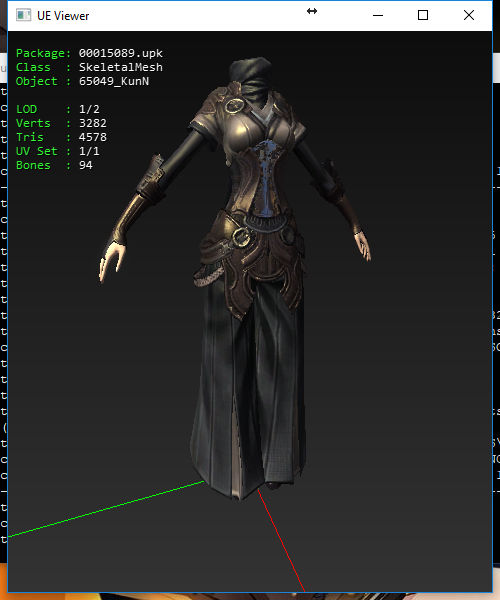 UE Viewer
Package: 00015089.upk
Class : SkeletalMesh
Object : 65049_KunN
LOD : 1/2
Verts : 3282
Tris : 4578
UV Set : 1/1
Bones : 94